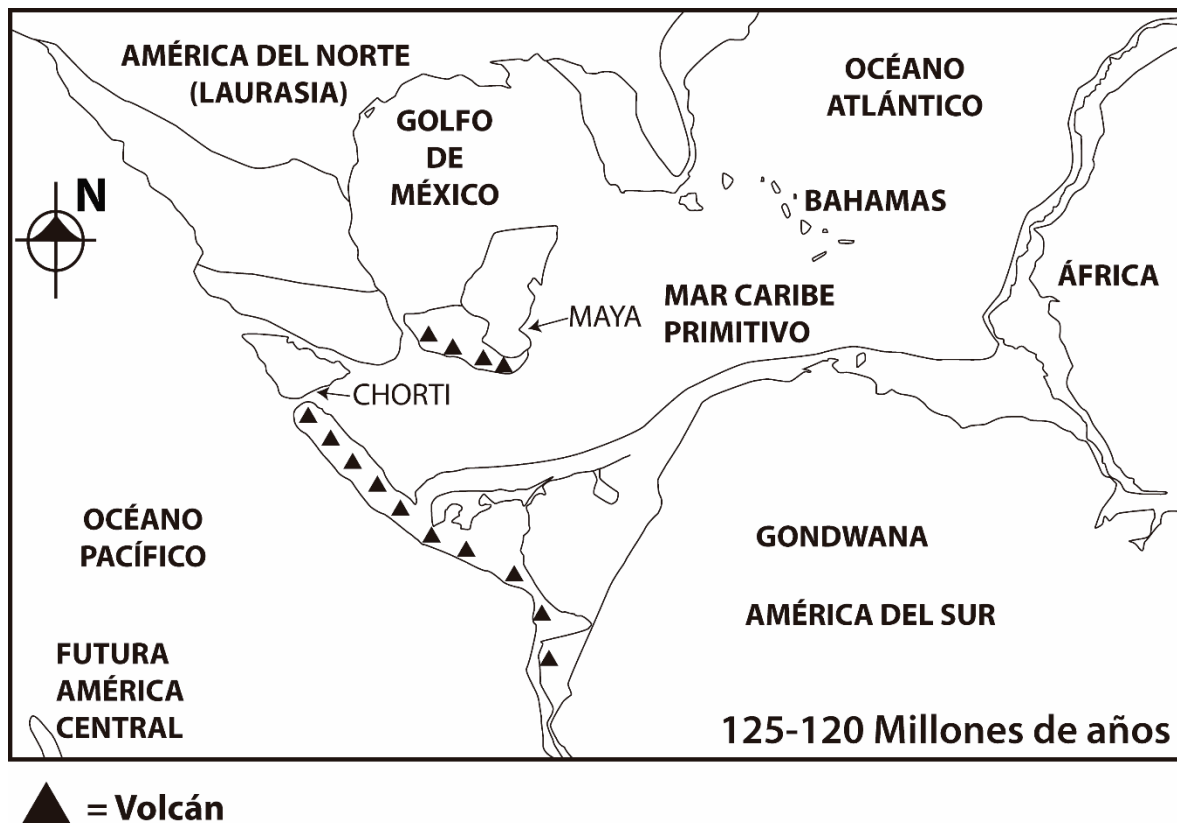 AMÉRICA DEL NORTE
(LAURASIA)
GOLFO
DE
MÉXICO
OCÉANO
ATLÁNTICO
N
BAHAMAS
ÁFRICA
MAR CARIBE
PRIMITIVO
MAYA
CHORTI
OCÉANO
PACÍFICO
GONDWANA
AMÉRICA DEL SUR
FUTURA
AMÉRICA
CENTRAL
125-120 Millones de años
= Volcán